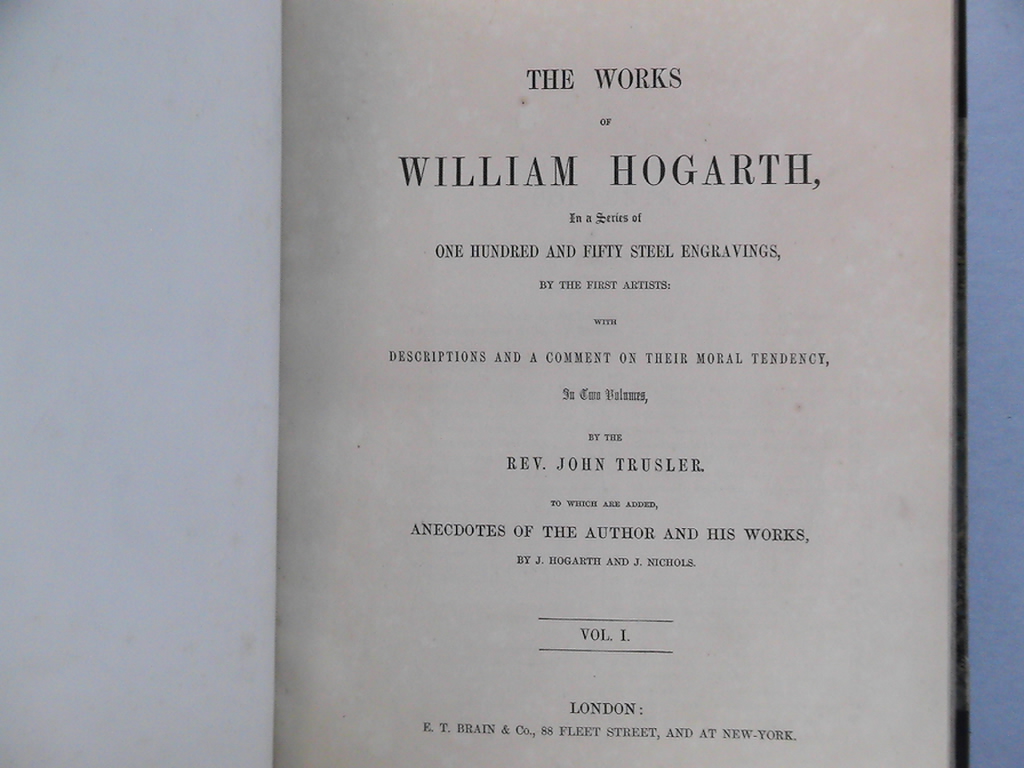 THE WORKS
OF
WILLIAM HOGARTH,
In a Series of
ONE HUNDRED AND FIFTY STEEL ENGRAVINGS,
BY THE FIRST ARTISTS:
WITH
DESCRIPTIONS AND A COMMENT ON THEIR MORAL TENDENCY,
In Two Volumes,
BY THE
REV. JOHN TRUSLER.
TO WHICH ARE ADDED,
ANECDOTES OF THE AUTHOR AND HIS WORKS,
BY J. HOGARTH AND J. NICHOLS.
VOL. I.
LONDON:
E. T. BRAIN & Co., 88 FLEET STREET, AND AT NEW-YORK.